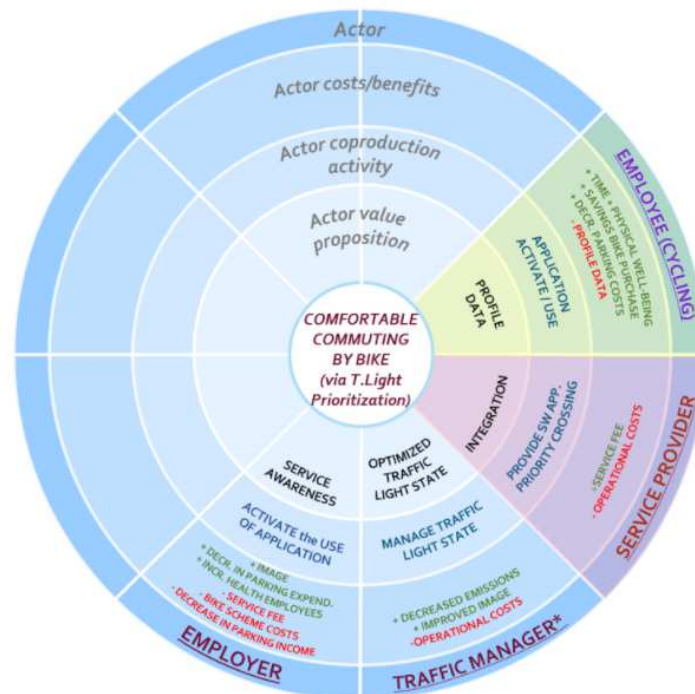 Actor
Actor costs/benefits
Actor coproduction
activity
Actor value
proposition
COMFORTABLE
COMMUTING
BY BIKE
(via T.Light
Prioritization)
EMPLOYEE (CYCLING)
+ TIME + PHYSICAL WELL-BEING
+ SAVINGS BIKE PURCHASE
+ DECR. PARKING COSTS
- PROFILE DATA
APPLICATION
ACTIVATE / USE
PROFILE
DATA
SERVICE PROVIDER
+SERVICE FEE
- OPERATIONAL COSTS
PROVIDE SW APP.
PRIORITY CROSSING
INTEGRATION
OPTIMIZED
TRAFFIC
LIGHT STATE
MANAGE TRAFFIC
LIGHT STATE
+ DECREASED EMISSIONS
+ IMPROVED IMAGE
-OPERATIONAL COSTS
TRAFFIC MANAGER*
SERVICE
AWARENESS
ACTIVATE the USE
OF APPLICATION
+ IMAGE
+ DECR. IN PARKING EXPEND.
+ INCR. HEALTH EMPLOYEES
- SERVICE FEE
- BIKE SCHEME COSTS
- DECREASE IN PARKING INCOME
EMPLOYER